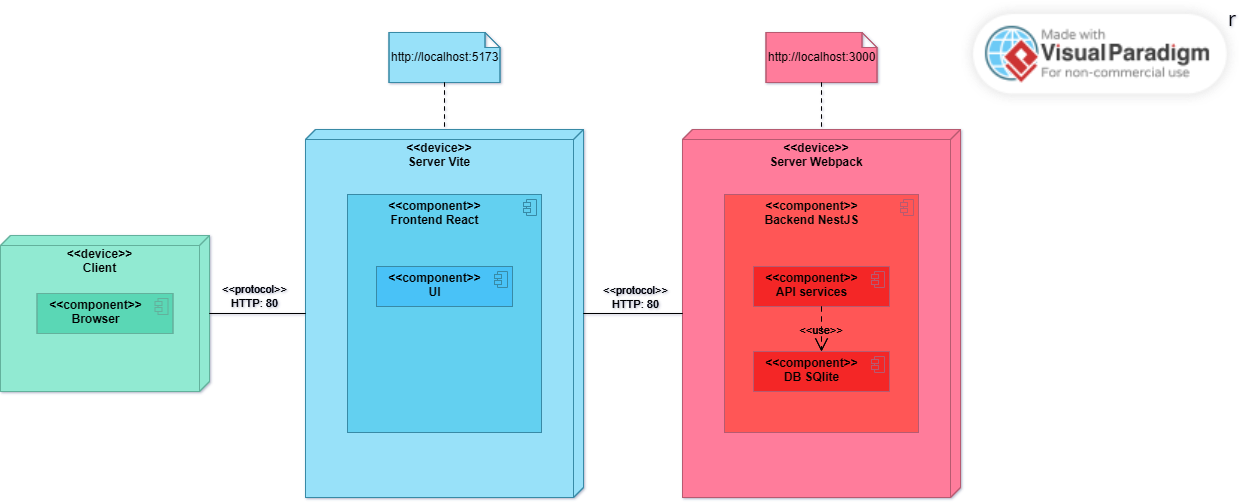 r
Made with
Visual Paradigm
For non-commercial use
http://localhost:5173
http://localhost:3000
<<device>>
Server Vite
<<component>>
Frontend React
<<component>>
UI
<<device>>
Server Webpack
<<component>>
Backend NestJS
<<component>>
API services
<<use>>
<<component>>
DB SQlite
<<device>>
Client
<<component>>
Browser
<<protocol>>
HTTP: 80
<<protocol>>
HTTP: 80